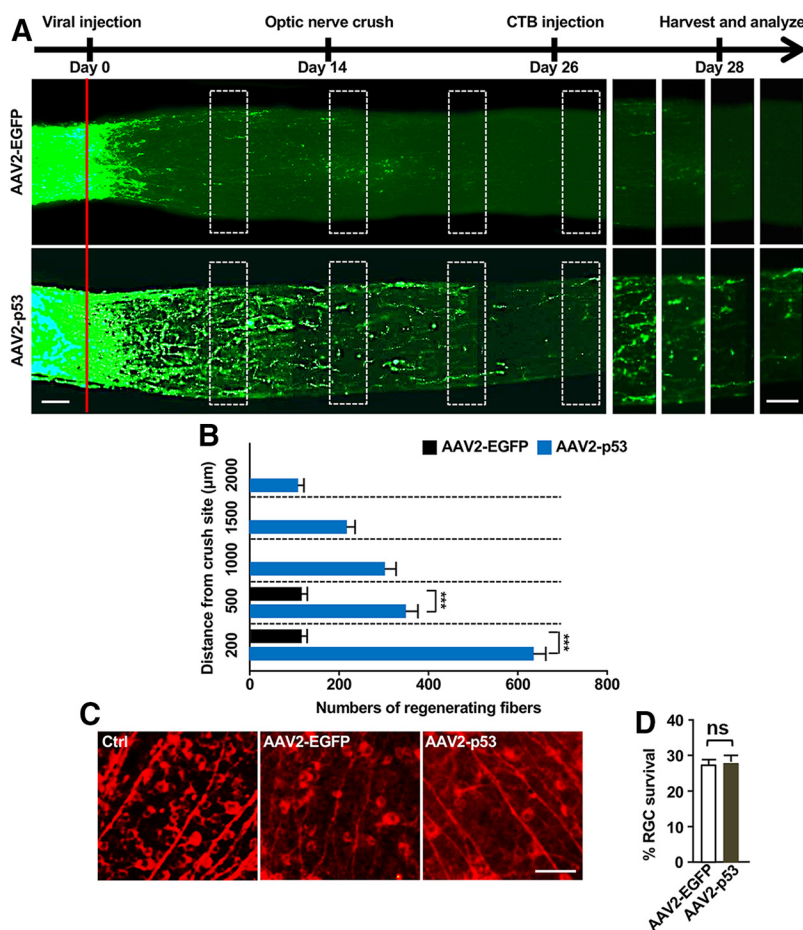 A
Viral injection
Optic nerve crush
CTB injection
Harvest and analyze
Day 0
Day 14
Day 26
Day 28
AAV2-EGFP
AAV2-p53
B
AAV2-EGFP
AAV2-p53
Distance from crush site (µm)
2000
1500
1000
500
***
200
***
0
200
400
600
800
Numbers of regenerating fibers
C
Ctrl
AAV2-EGFP
AAV2-p53
D
ns
% RGC survival
40
30
20
10
0
AAV2-EGFP
AAV2-p53